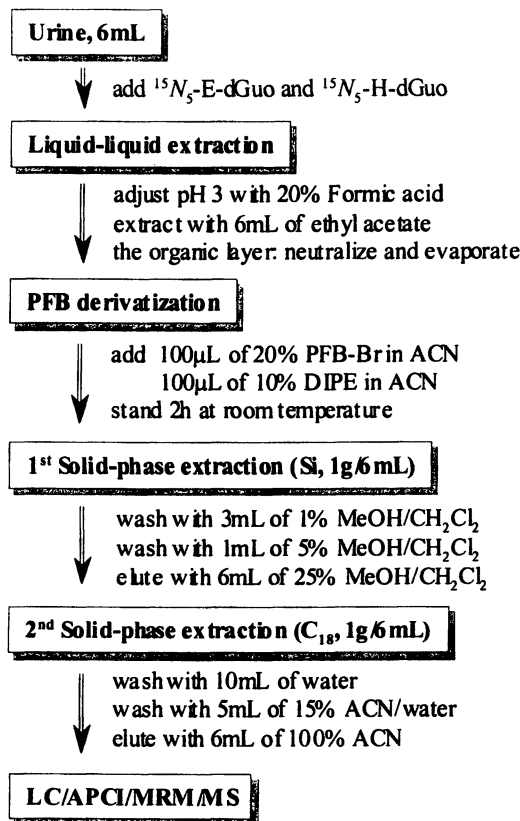 Urine, 6mL
add ¹⁵N₅-E-dGuo and ¹⁵N₅-H-dGuo
Liquid-liquid extraction
adjust pH 3 with 20% Formic acid
extract with 6mL of ethyl acetate
the organic layer: neutralize and evaporate
PFB derivatization
add 100μL of 20% PFB-Br in ACN
100μL of 10% DIPE in ACN
stand 2h at room temperature
1ˢᵗ Solid-phase extraction (Si, 1g/6mL)
wash with 3mL of 1% MeOH/CH₂Cl₂
wash with 1mL of 5% MeOH/CH₂Cl₂
elute with 6mL of 25% MeOH/CH₂Cl₂
2ⁿᵈ Solid-phase extraction (C₁₈, 1g/6mL)
wash with 10mL of water
wash with 5mL of 15% ACN/water
elute with 6mL of 100% ACN
LC/APCI/MRM/MS